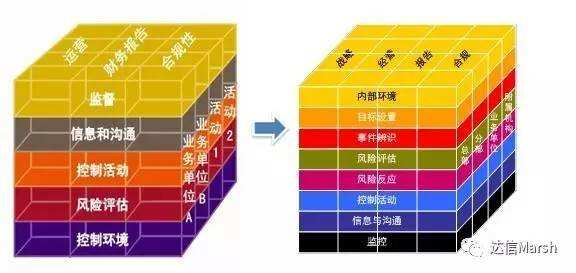 运营
财务报告
合规性
监督
信息和沟通
控制活动
风险评估
控制环境
业务单位A
业务单位B
活动1
活动2
战略
经营
报告
合规
内部环境
目标设置
事件辨识
风险评估
风险反应
控制活动
信息与沟通
监控
总部
分部
业务单位
附属机构
达信Marsh